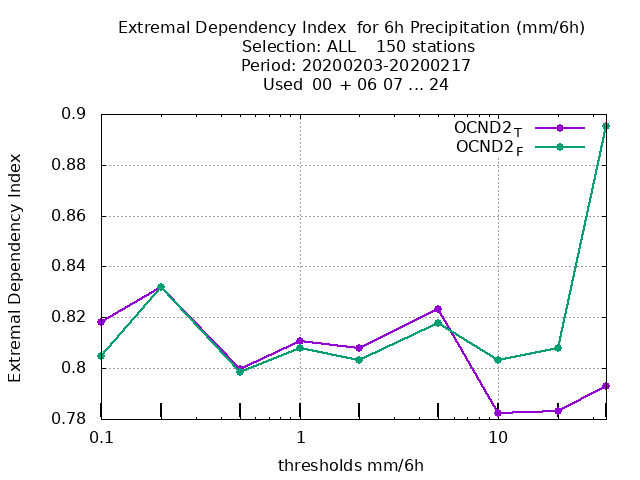 Extremal Dependency Index  for 6h Precipitation (mm/6h)
Selection: ALL    150 stations
Period: 20200203-20200217
Used  00 + 06 07 ... 24
OCND2_T
OCND2_F
0.9
0.88
0.86
0.84
0.82
0.8
0.78
Extremal Dependency Index
0.1 1 10
thresholds mm/6h